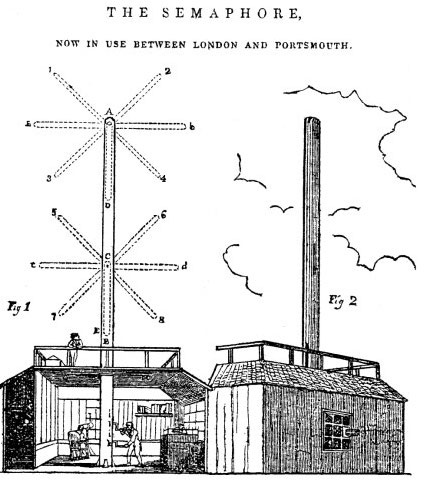 THE SEMAPHORE,
NOW IN USE BETWEEN LONDON AND PORTSMOUTH.
1 2
A
b
3 4
D
5 6
C
d
Fig 1 Fig 2
7 8
E
B